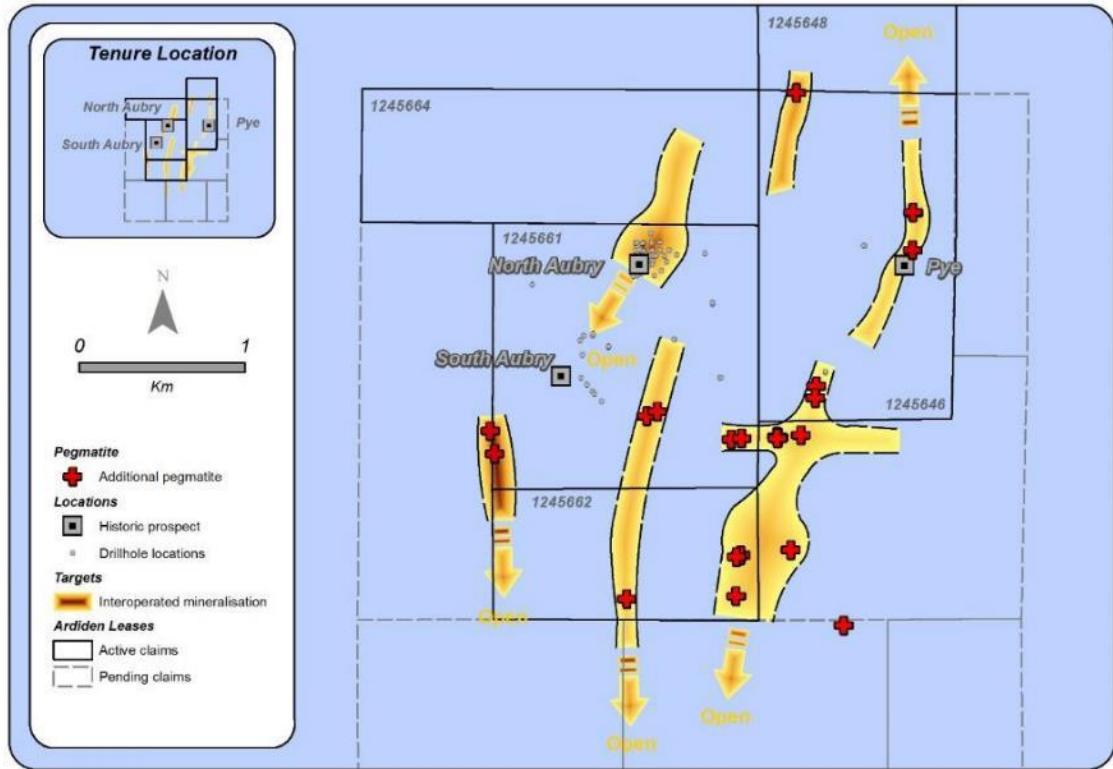 Tenure Location
North Aubry
Pye
South Aubry
N
0 1
Km
Pegmatite
Additional pegmatite
Locations
Historic prospect
Drillhole locations
Targets
Interoperated mineralisation
Ardiden Leases
Active claims
Pending claims
1245648
Open
1245664
1245661
North Aubry
Pye
Open
South Aubry
1245646
1245662
Open
Open
Open